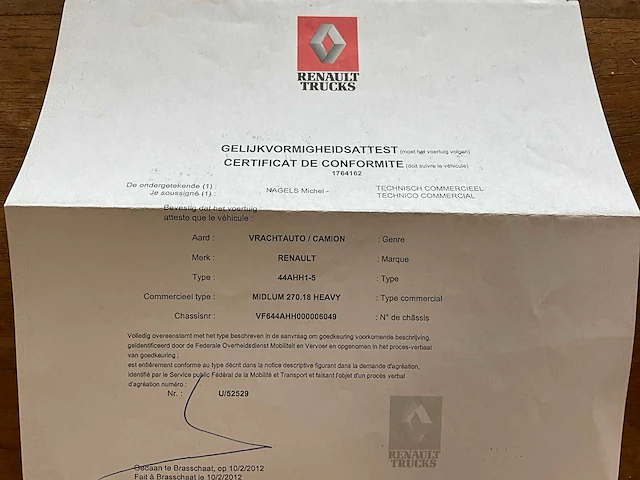 RENAULT
TRUCKS
GELIJKVORMIGHEIDSATTEST (moet het voertuig volgen)
CERTIFICAT DE CONFORMITE (doit suivre le véhicule)
1764162
De ondergetekende (1) : NAGELS Michel - TECHNISCH COMMERCIEEL
Je soussigné (1) : TECHNICO COMMERCIAL
Bevestig dat het voertuig :
atteste que le véhicule :
Aard : VRACHTAUTO / CAMION : Genre
Merk : RENAULT : Marque
Type : 44AHH1-5 : Type
Commercieel type : MIDLUM 270.18 HEAVY : Type commercial
Chassisnr : VF644AHH000006049 : N° de châssis
Volledig overeenstemt met het type beschreven in de aanvraag om goedkeuring voorkomende beschrijving,
geïdentificeerd door de Federale Overheidsdienst Mobiliteit en Vervoer en opgenomen in het proces-verbaal
van goedkeuring :
est entièrement conforme au type décrit dans la notice descriptive figurant dans la demande d'agréation,
identifié par le Service public Fédéral de la Mobilité et Transport et faisant l'objet d'un procès verbal
d'agréation numéro :
Nr. : U/52529
RENAULT
TRUCKS
Gedaan te Brasschaat, op 10/2/2012
Fait à Brasschaat le 10/2/2012